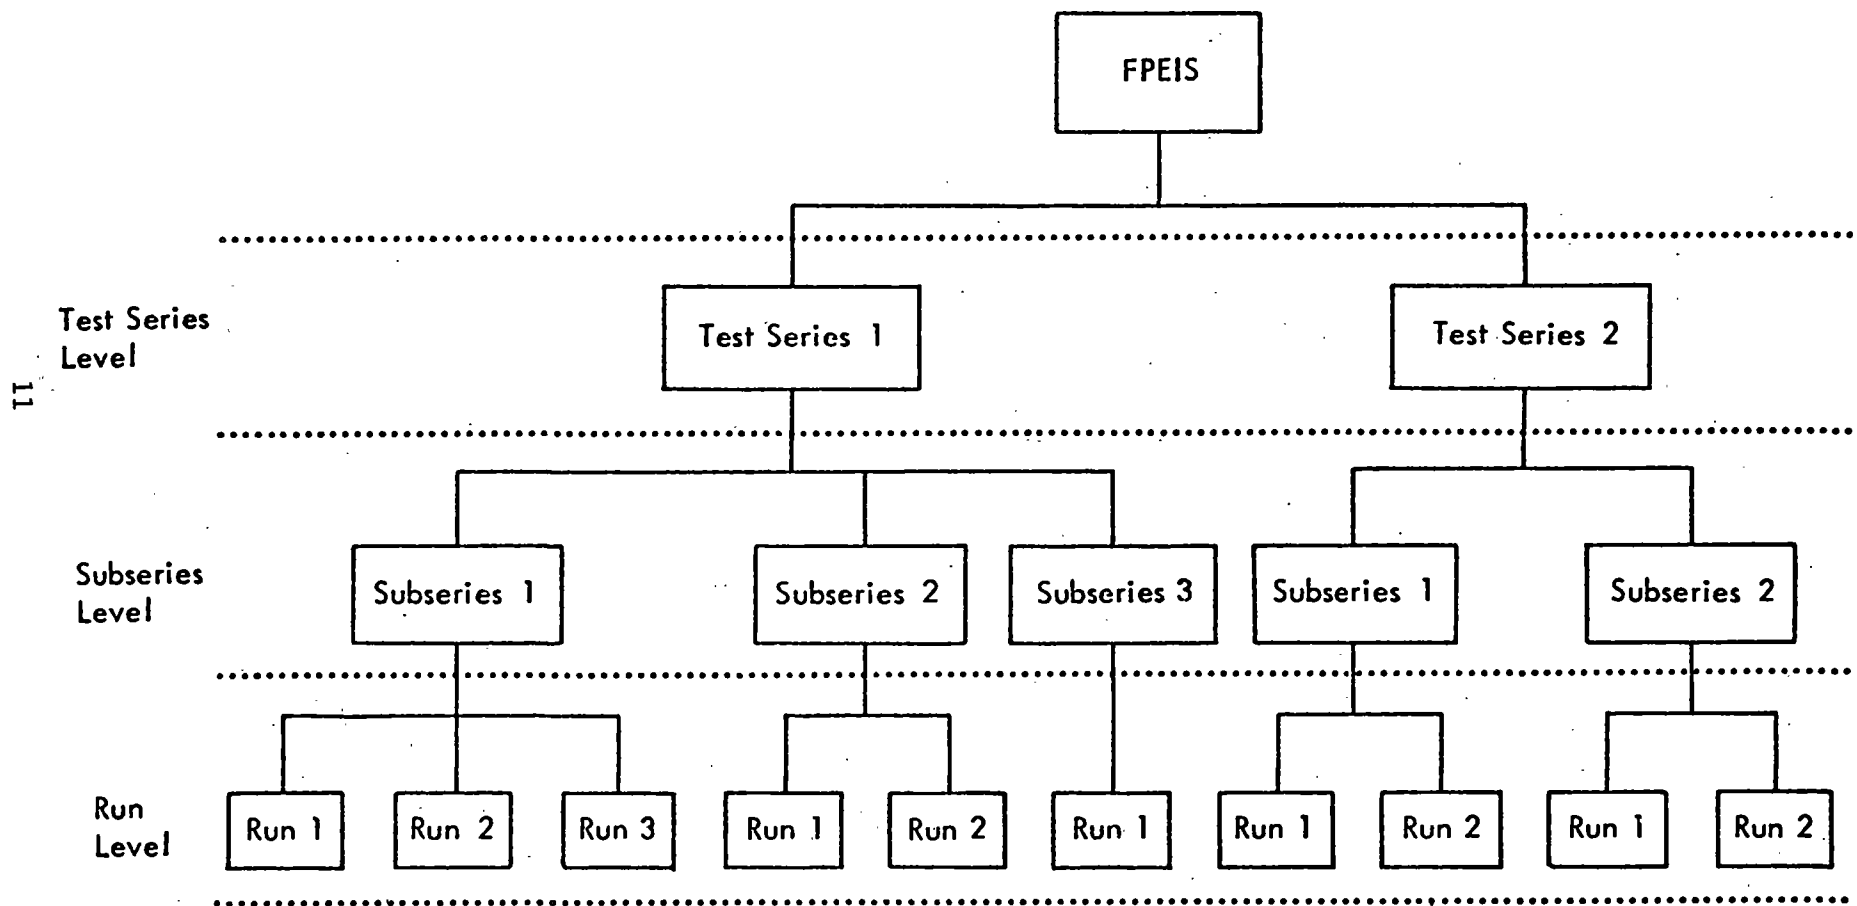 FPEIS
Test Series
Level
Test Series 1
Test Series 2
11
Subseries
Level
Subseries 1
Subseries 2
Subseries 3
Subseries 1
Subseries 2
Run
Level
Run 1
Run 2
Run 3
Run 1
Run 2
Run 1
Run 1
Run 2
Run 1
Run 2